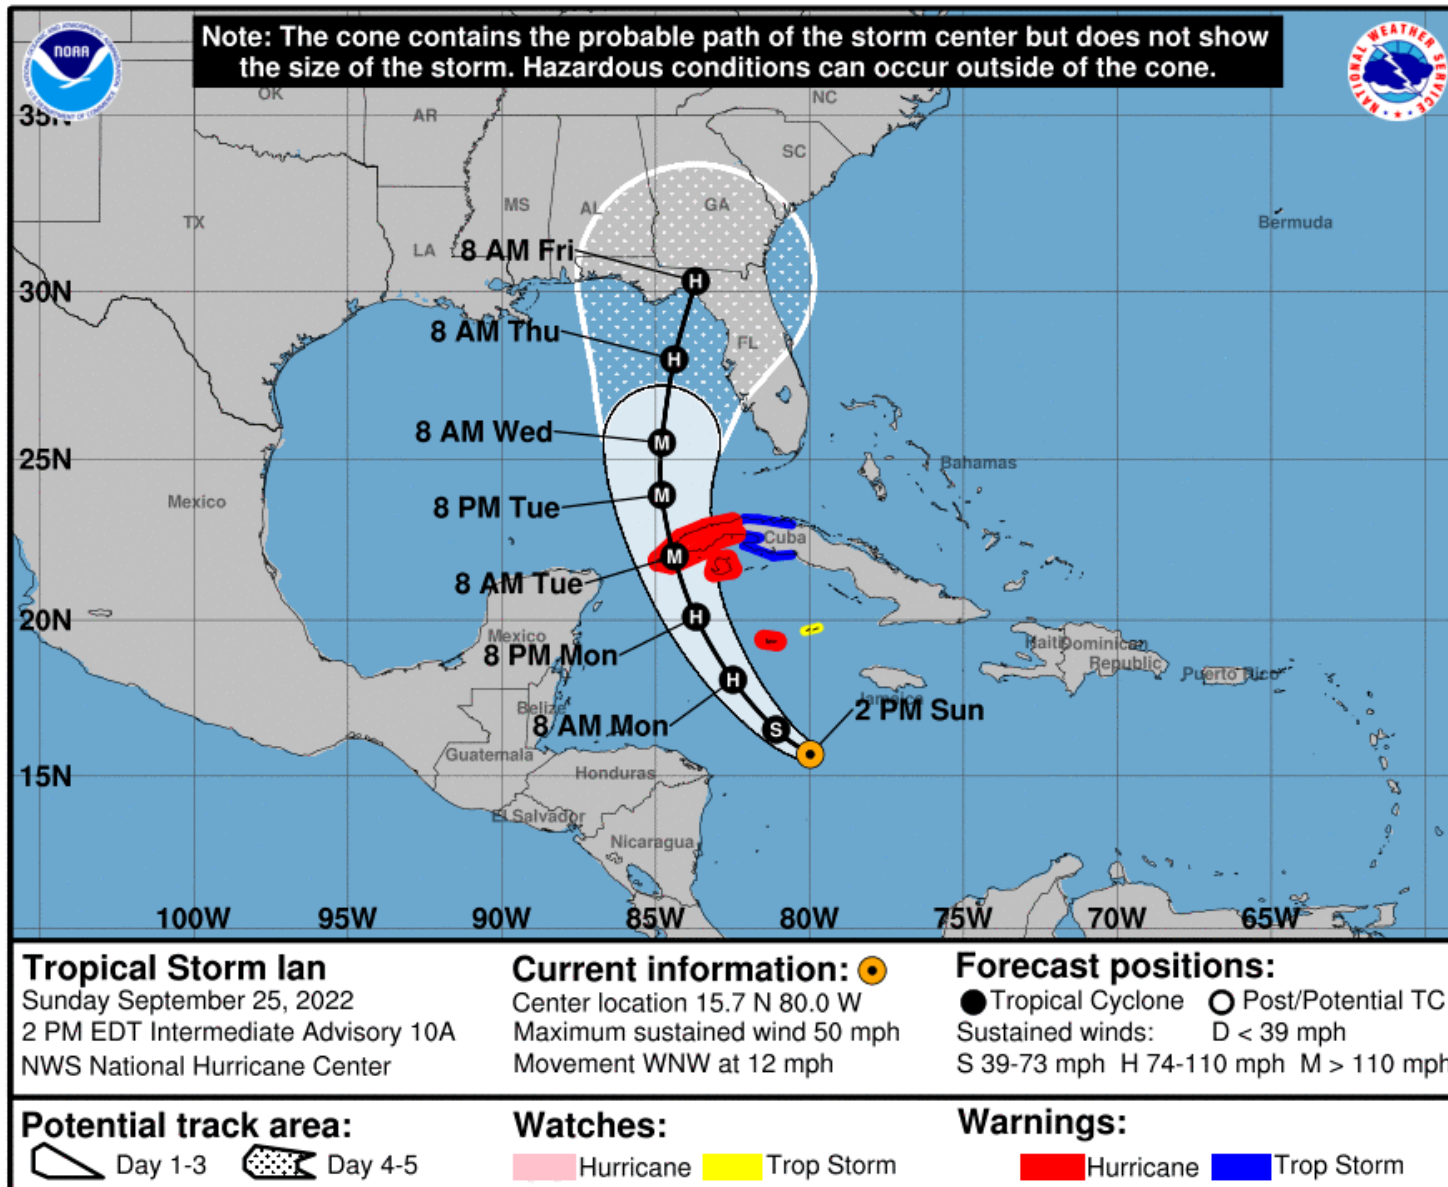 Note: The cone contains the probable path of the storm center but does not show
the size of the storm. Hazardous conditions can occur outside of the cone.
NOAA
NATIONAL WEATHER SERVICE
OK
AR
NC
35N
SC
TX
MS
AL
GA
LA
Bermuda
8 AM Fri
30N
8 AM Thu
FL
8 AM Wed
25N
Bahamas
Mexico
8 PM Tue
Cuba
8 AM Tue
20N
Mexico
8 PM Mon
Haiti
Dominican
Republic
Puerto Rico
Jamaica
Belize
8 AM Mon
2 PM Sun
Guatemala
15N
Honduras
El Salvador
Nicaragua
H
H
M
M
M
H
H
S
100W 95W 90W 85W 80W 75W 70W 65W
Tropical Storm Ian
Sunday September 25, 2022
2 PM EDT Intermediate Advisory 10A
NWS National Hurricane Center
Current information:
Center location 15.7 N 80.0 W
Maximum sustained wind 50 mph
Movement WNW at 12 mph
Forecast positions:
Tropical Cyclone Post/Potential TC
Sustained winds: D < 39 mph
S 39-73 mph H 74-110 mph M > 110 mph
Potential track area:
Day 1-3 Day 4-5
Watches:
Hurricane Trop Storm
Warnings:
Hurricane Trop Storm